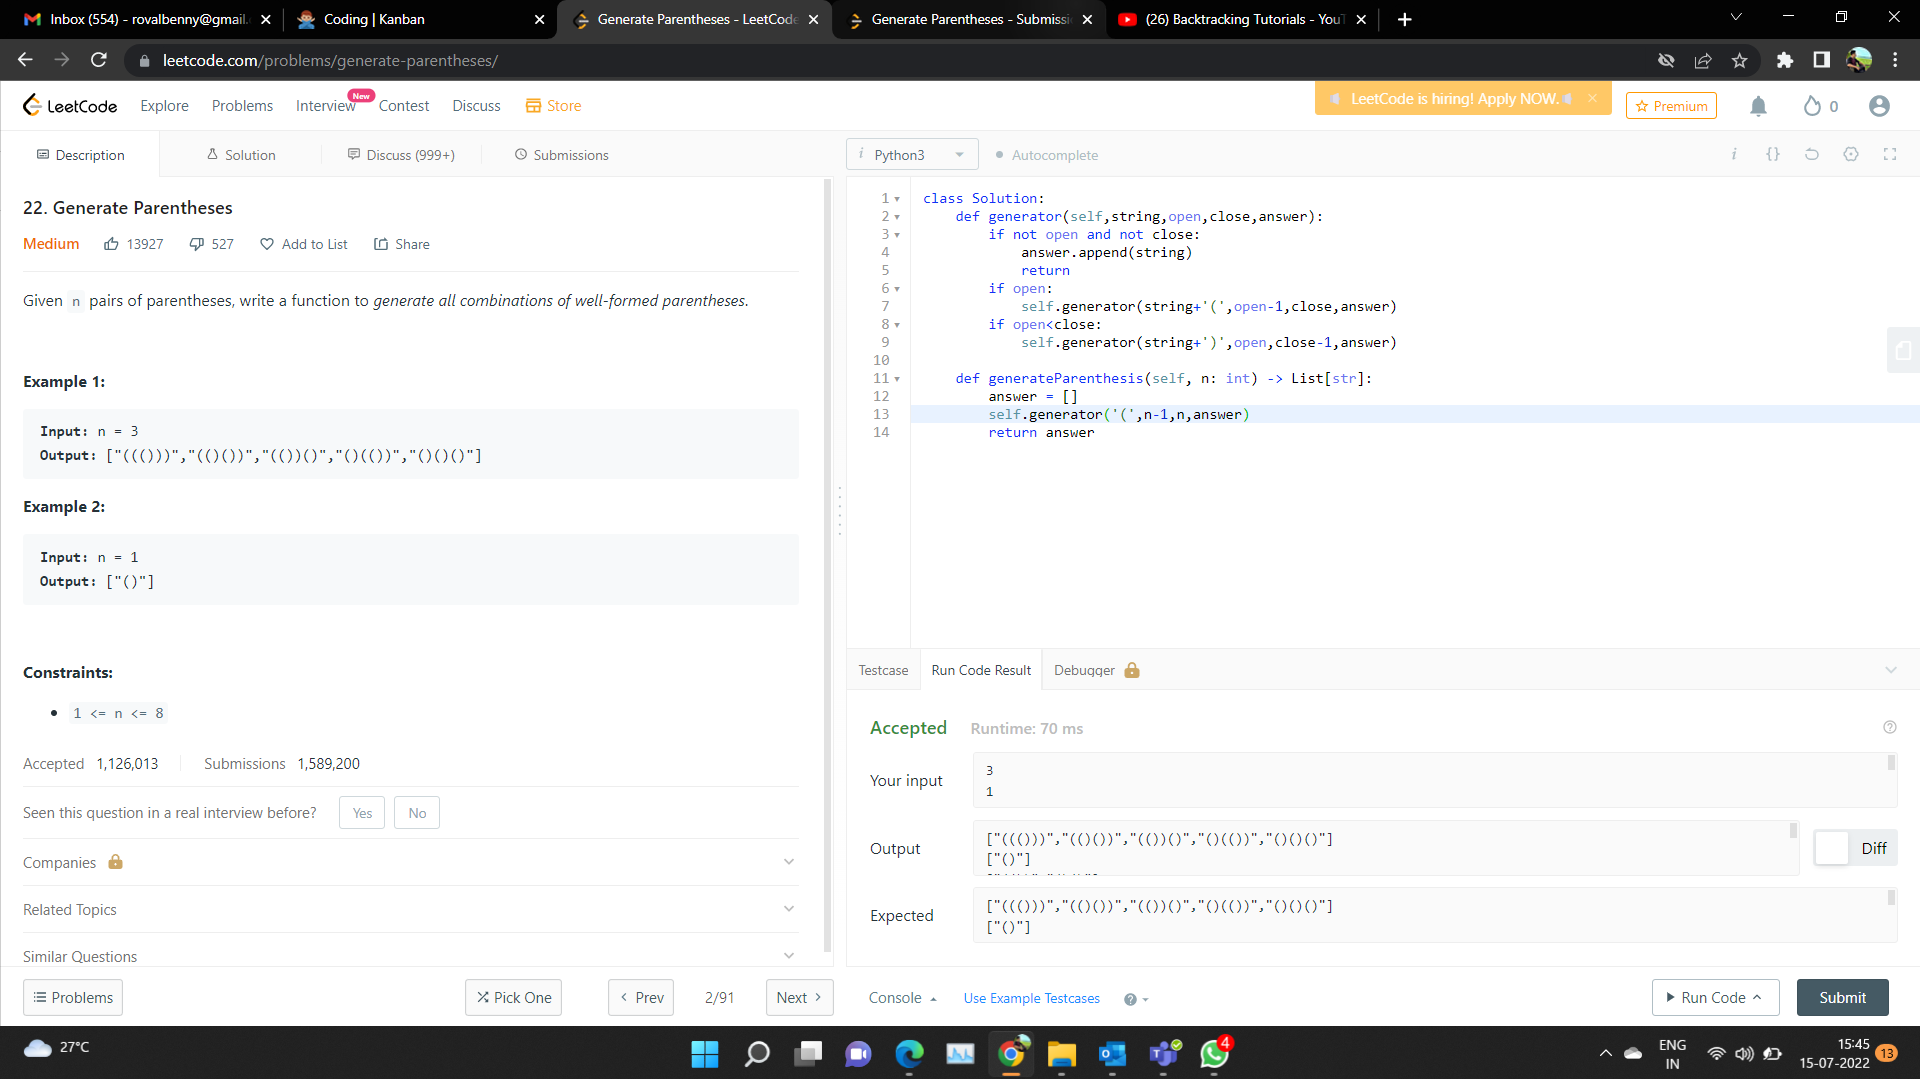 Inbox (554) - rovalbenny@gmail.
Coding | Kanban
Generate Parentheses - LeetCode
Generate Parentheses - Submissi
(26) Backtracking Tutorials - YouT
leetcode.com/problems/generate-parentheses/
LeetCode
Explore
Problems
Interview
New
Contest
Discuss
Store
LeetCode is hiring! Apply NOW.
Premium
0
Description
Solution
Discuss (999+)
Submissions
22. Generate Parentheses
Medium
13927
527
Add to List
Share
Given n pairs of parentheses, write a function to generate all combinations of well-formed parentheses.
Example 1:
Input: n = 3
Output: ["((()))","(()())","(())()","()(())","()()()"]
Example 2:
Input: n = 1
Output: ["()"]
Constraints:
1 <= n <= 8
Accepted 1,126,013
Submissions 1,589,200
Seen this question in a real interview before?
Yes
No
Companies
Related Topics
Similar Questions
Problems
Pick One
Prev
2/91
Next
i Python3
Autocomplete
i
{}
1 class Solution:
2 def generator(self,string,open,close,answer):
3 if not open and not close:
4 answer.append(string)
5 return
6 if open:
7 self.generator(string+'(',open-1,close,answer)
8 if open<close:
9 self.generator(string+')',open,close-1,answer)
10
11 def generateParenthesis(self, n: int) -> List[str]:
12 answer = []
13 self.generator('(',n-1,n,answer)
14 return answer
Testcase
Run Code Result
Debugger
Accepted
Runtime: 70 ms
Your input
3
1
Output
["((()))","(()())","(())()","()(())","()()()"]
["()"]
Diff
Expected
["((()))","(()())","(())()","()(())","()()()"]
["()"]
Console
Use Example Testcases
Run Code
Submit
27°C
4
ENG
IN
15:45
15-07-2022
13